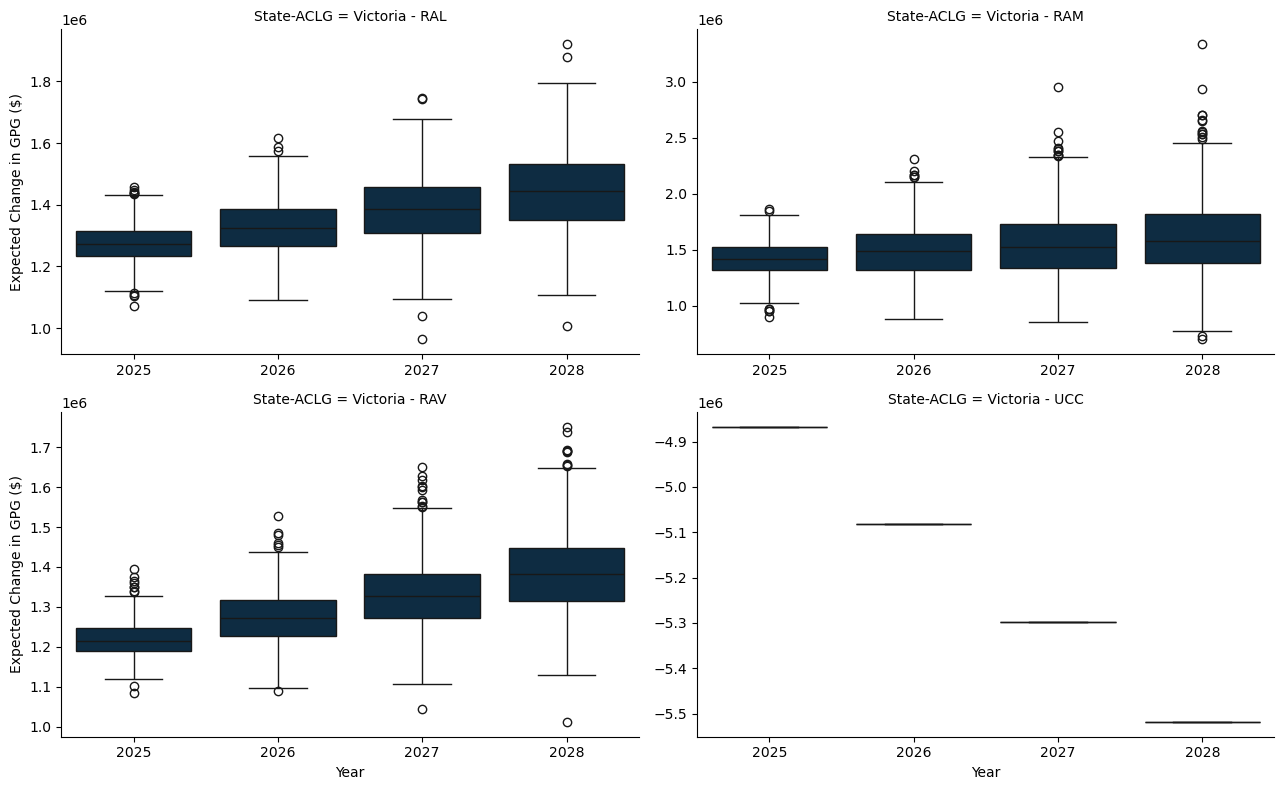 State-ACLG = Victoria - RAL
1e6
Expected Change in GPG ($)
1.8
1.6
1.4
1.2
1.0
2025 2026 2027 2028
State-ACLG = Victoria - RAM
1e6
3.0
2.5
2.0
1.5
1.0
2025 2026 2027 2028
State-ACLG = Victoria - RAV
1e6
Expected Change in GPG ($)
1.7
1.6
1.5
1.4
1.3
1.2
1.1
1.0
2025 2026 2027 2028
Year
State-ACLG = Victoria - UCC
1e6
−4.9
−5.0
−5.1
−5.2
−5.3
−5.4
−5.5
2025 2026 2027 2028
Year